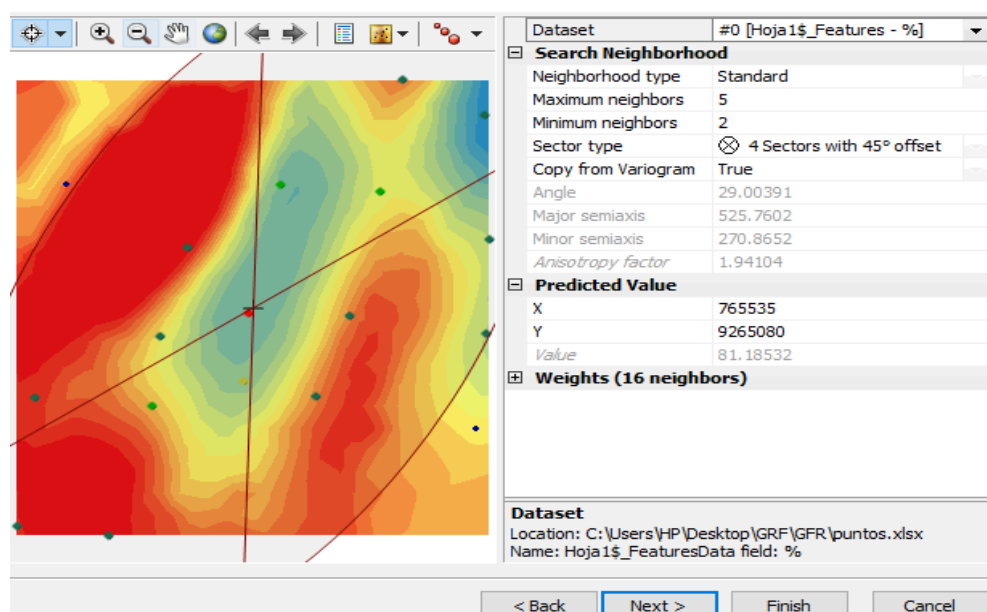 Dataset #0 [Hoja1$_Features - %]
Search Neighborhood
Neighborhood type Standard
Maximum neighbors 5
Minimum neighbors 2
Sector type 4 Sectors with 45° offset
Copy from Variogram True
Angle 29.00391
Major semiaxis 525.7602
Minor semiaxis 270.8652
Anisotropy factor 1.94104
Predicted Value
X 765535
Y 9265080
Value 81.18532
Weights (16 neighbors)
Dataset
Location: C:\Users\HP\Desktop\GRF\GFR\puntos.xlsx
Name: Hoja1$_FeaturesData field: %
< Back Next > Finish Cancel